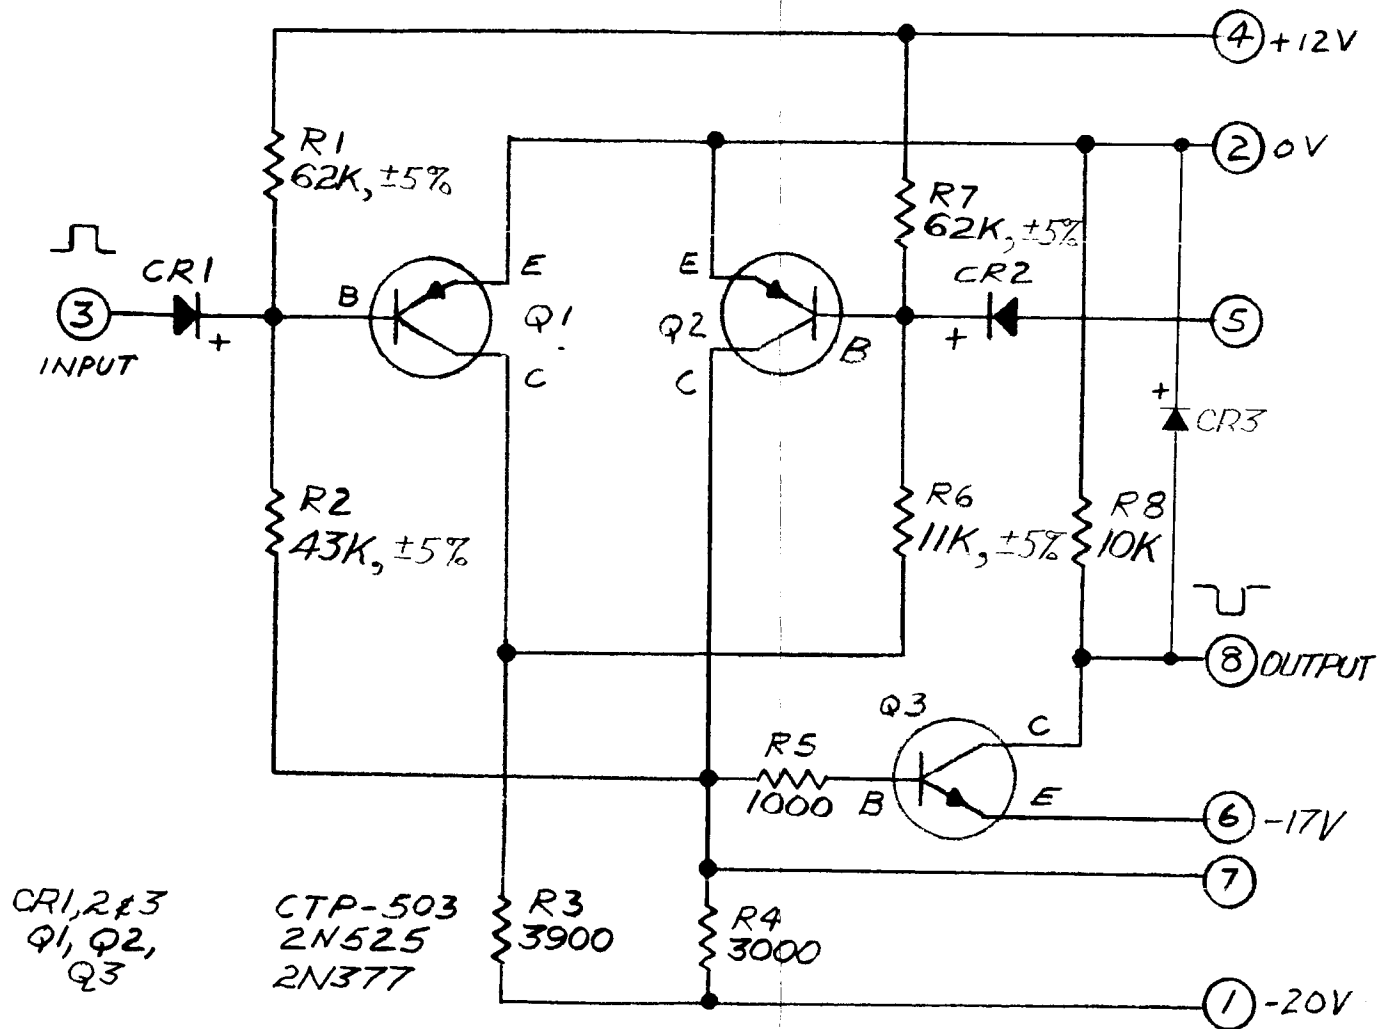 4 +12V
R1
62K, ±5%
2 0V
R7
62K, ±5%
CR1
B
E
E
CR2
3
+
Q1
Q2
B
+
5
INPUT
C
C
+
CR3
R2
43K, ±5%
R6
11K, ±5%
R8
10K
8 OUTPUT
Q3
C
R5
1000
B
E
6 -17V
7
CR1, 2 & 3 CTP-503
Q1, Q2, 2N525
Q3 2N377
R3
3900
R4
3000
1 -20V